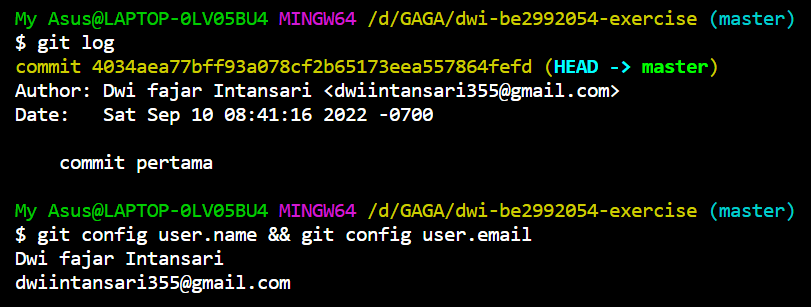 My Asus@LAPTOP-0LV05BU4 MINGW64 /d/GAGA/dwi-be2992054-exercise (master)
$ git log
commit 4034aea77bff93a078cf2b65173eea557864fefd (HEAD -> master)
Author: Dwi fajar Intansari <dwiintansari355@gmail.com>
Date:   Sat Sep 10 08:41:16 2022 -0700
    commit pertama
My Asus@LAPTOP-0LV05BU4 MINGW64 /d/GAGA/dwi-be2992054-exercise (master)
$ git config user.name && git config user.email
Dwi fajar Intansari
dwiintansari355@gmail.com